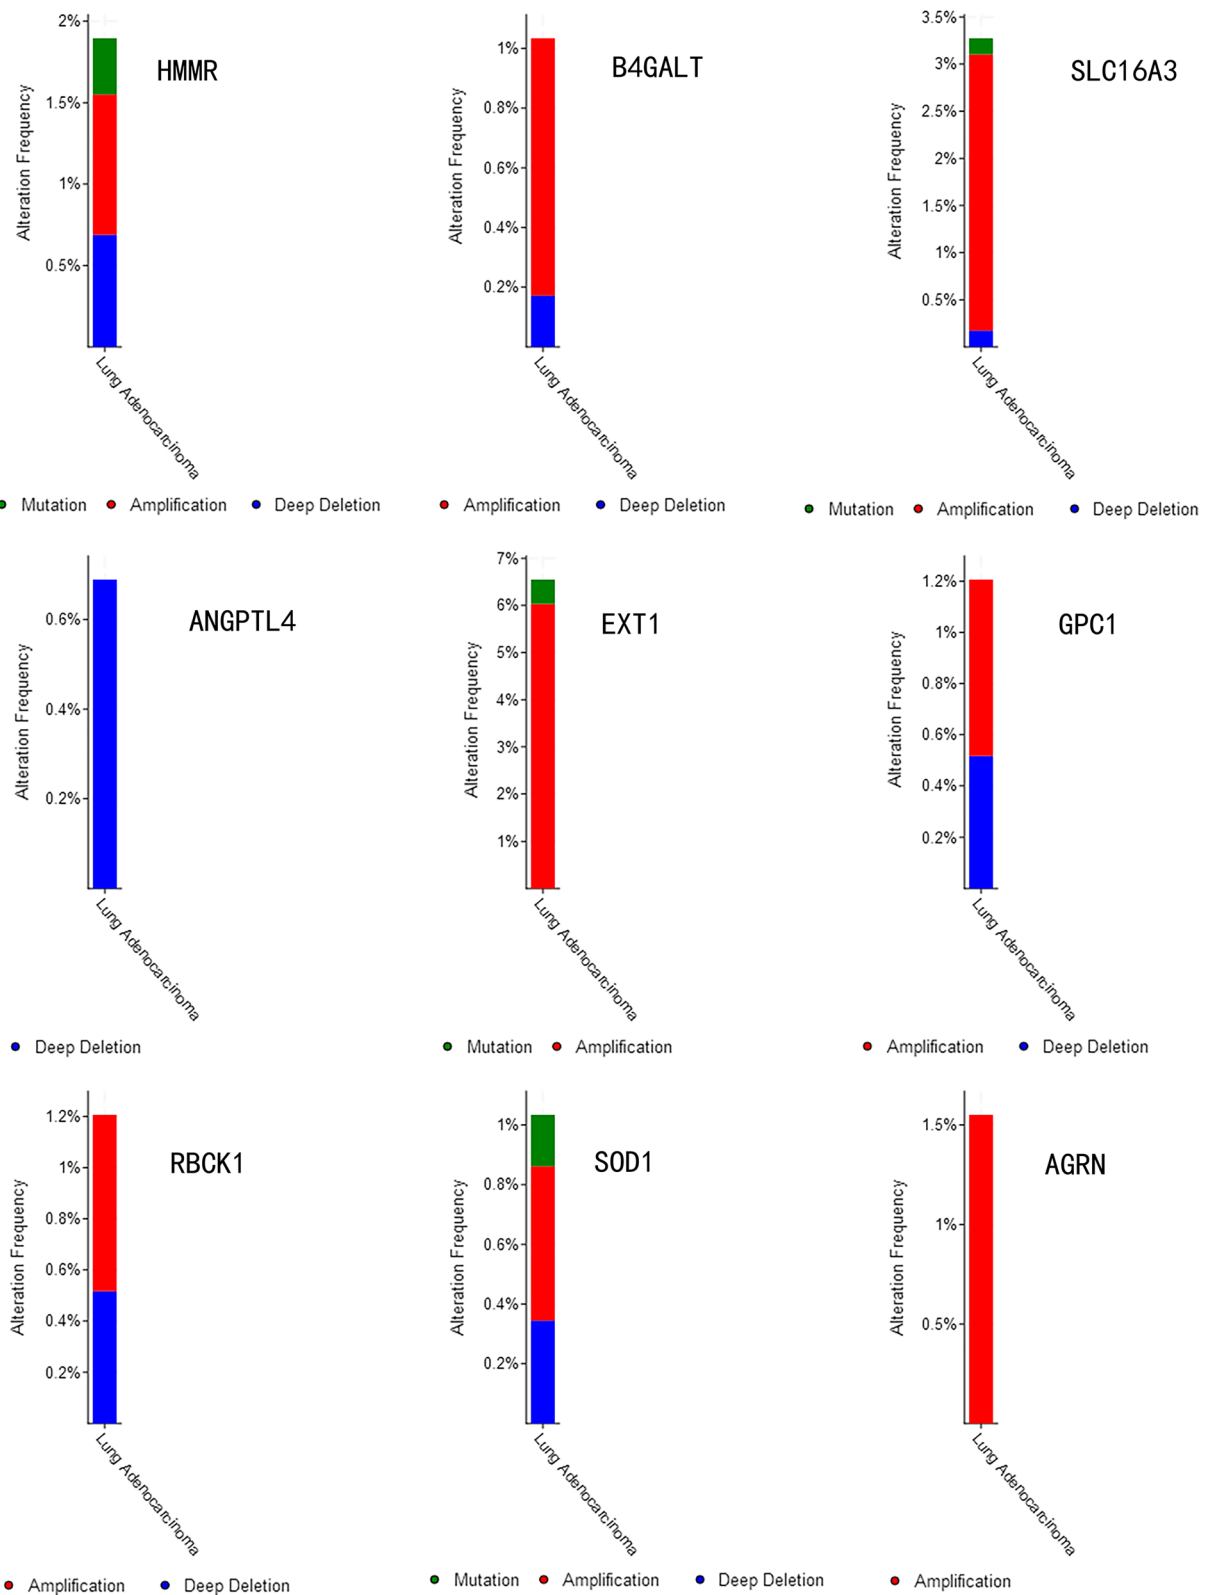 HMMR
2%
1.5%
1%
0.5%
Alteration Frequency
Lung Adenocarcinoma
Mutation Amplification Deep Deletion
B4GALT
1%
0.8%
0.6%
0.4%
0.2%
Alteration Frequency
Lung Adenocarcinoma
Amplification Deep Deletion
SLC16A3
3.5%
3%
2.5%
2%
1.5%
1%
0.5%
Alteration Frequency
Lung Adenocarcinoma
Mutation Amplification Deep Deletion
ANGPTL4
0.6%
0.4%
0.2%
Alteration Frequency
Lung Adenocarcinoma
Deep Deletion
EXT1
7%
6%
5%
4%
3%
2%
1%
Alteration Frequency
Lung Adenocarcinoma
Mutation Amplification
GPC1
1.2%
1%
0.8%
0.6%
0.4%
0.2%
Alteration Frequency
Lung Adenocarcinoma
Amplification Deep Deletion
RBCK1
1.2%
1%
0.8%
0.6%
0.4%
0.2%
Alteration Frequency
Lung Adenocarcinoma
Amplification Deep Deletion
SOD1
1%
0.8%
0.6%
0.4%
0.2%
Alteration Frequency
Lung Adenocarcinoma
Mutation Amplification Deep Deletion
AGRN
1.5%
1%
0.5%
Alteration Frequency
Lung Adenocarcinoma
Amplification